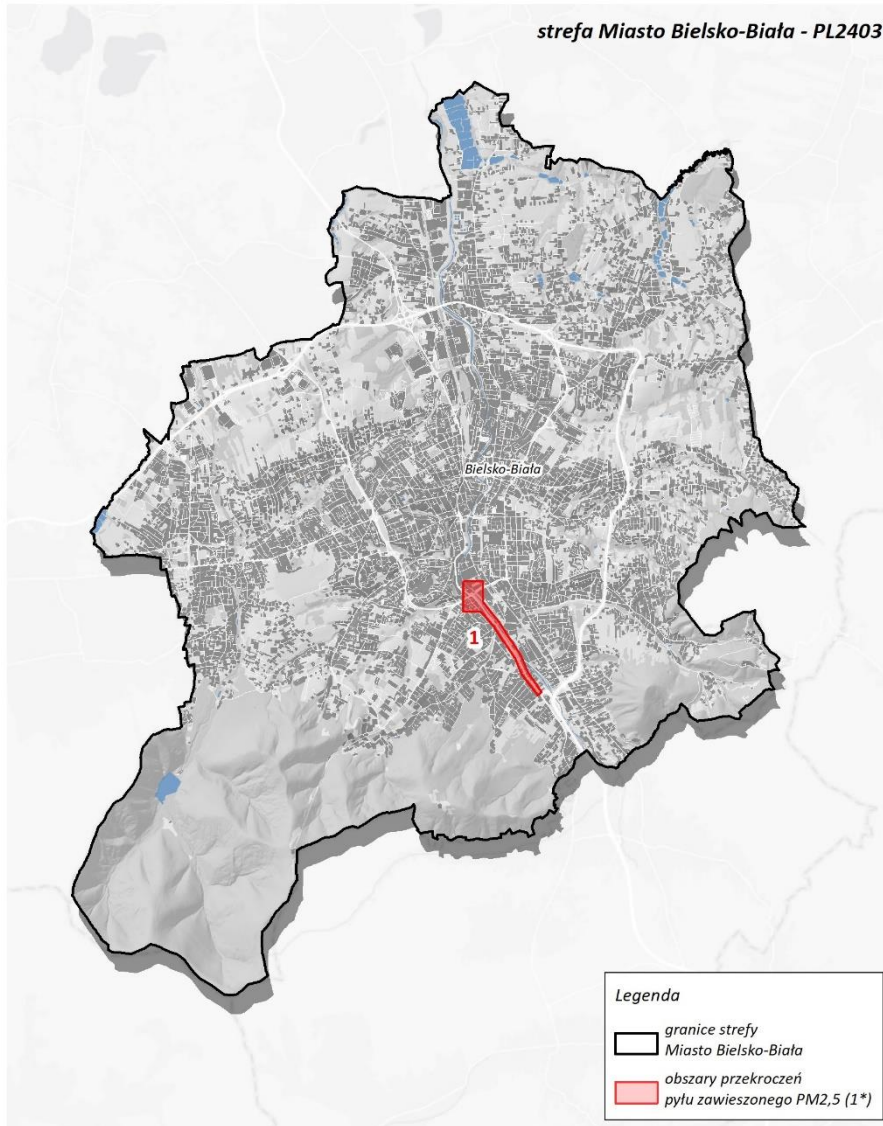 strefa Miasto Bielsko-Biała - PL2403
Bielsko-Biała
1
Legenda
granice strefy
Miasto Bielsko-Biała
obszary przekroczeń
pyłu zawieszonego PM2,5 (1*)